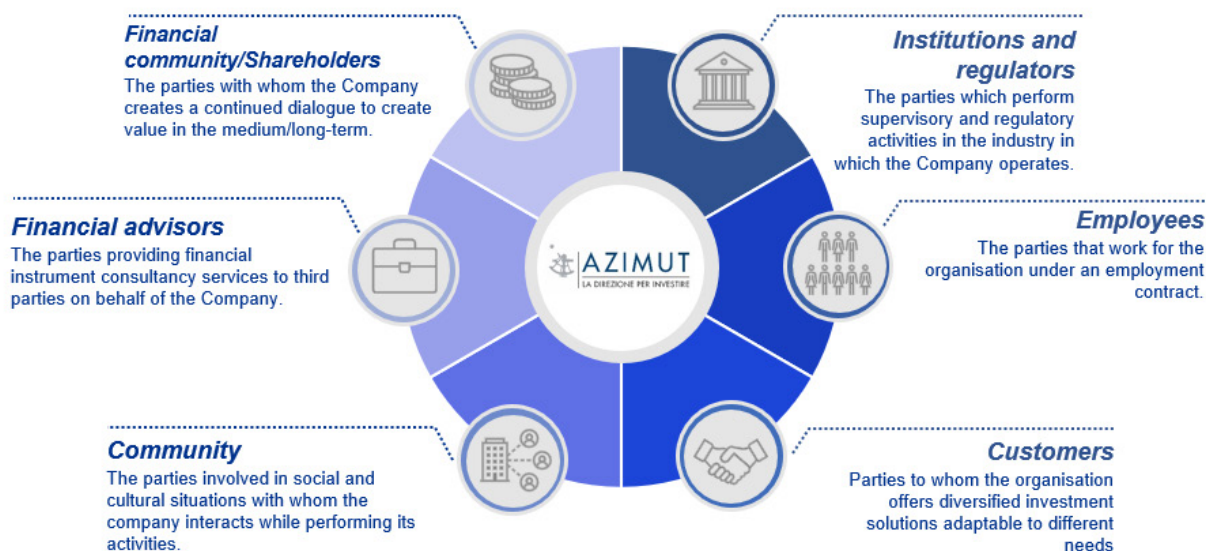 Financial
community/Shareholders
The parties with whom the Company
creates a continued dialogue to create
value in the medium/long-term.
Institutions and
regulators
The parties which perform
supervisory and regulatory
activities in the industry in
which the Company operates.
Financial advisors
The parties providing financial
instrument consultancy services to third
parties on behalf of the Company.
AZIMUT
LA DIREZIONE PER INVESTIRE
Employees
The parties that work for the
organisation under an employment
contract.
Community
The parties involved in social and
cultural situations with whom the
company interacts while performing its
activities.
Customers
Parties to whom the organisation
offers diversified investment
solutions adaptable to different
needs